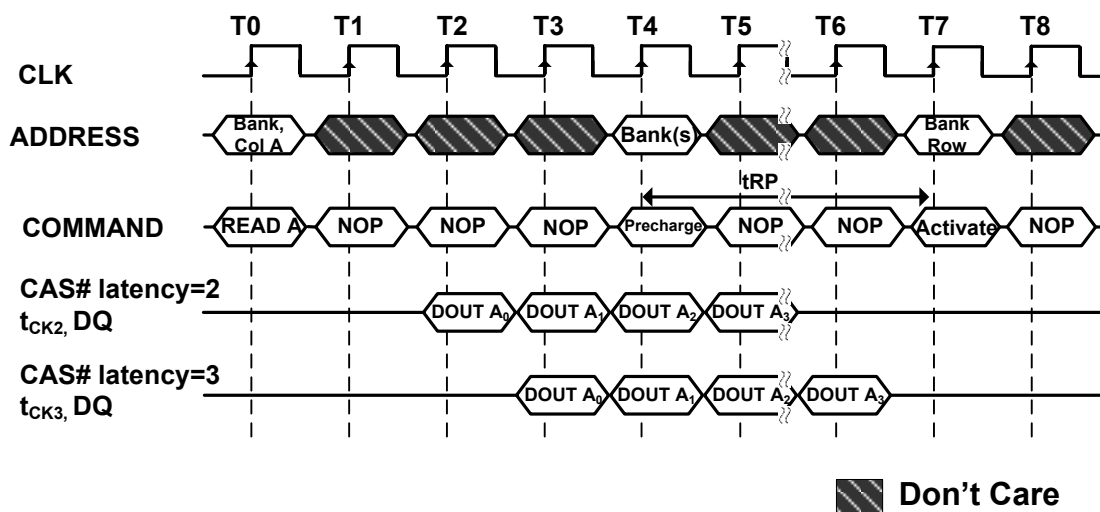 T0 T1 T2 T3 T4 T5 T6 T7 T8
CLK
ADDRESS
Bank,
Col A
Bank(s
Bank
Row
tRP
COMMAND
READ A NOP NOP NOP Precharge NOP NOP Activate NOP
CAS# latency=2
tCK2, DQ
DOUT A0 DOUT A1 DOUT A2 DOUT A3
CAS# latency=3
tCK3, DQ
DOUT A0 DOUT A1 DOUT A2 DOUT A3
Don't Care